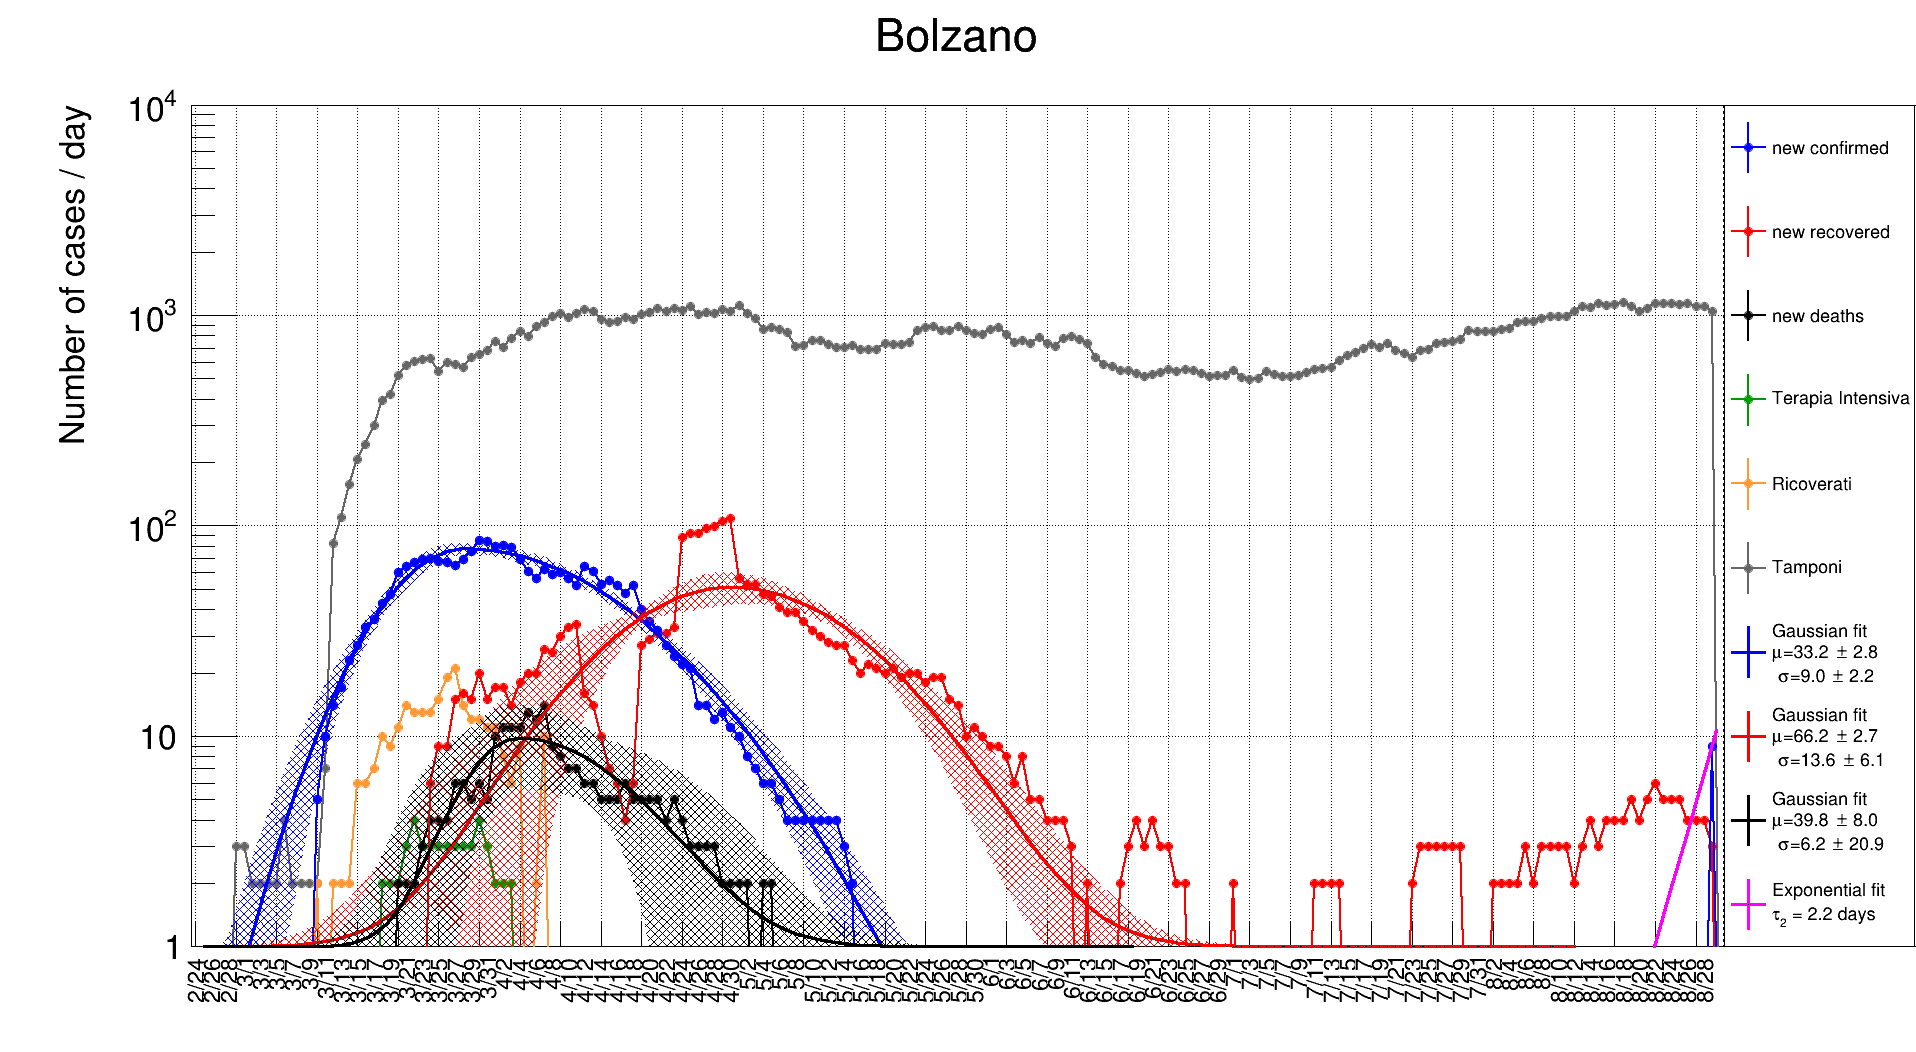 Bolzano
Number of cases / day
10^4
10^3
10^2
10
1
2/24 2/26 2/28 3/1 3/3 3/5 3/7 3/9 3/11 3/13 3/15 3/17 3/19 3/21 3/23 3/25 3/27 3/29 3/31 4/2 4/4 4/6 4/8 4/10 4/12 4/14 4/16 4/18 4/20 4/22 4/24 4/26 4/28 4/30 5/2 5/4 5/6 5/8 5/10 5/12 5/14 5/16 5/18 5/20 5/22 5/24 5/26 5/28 5/30 6/1 6/3 6/5 6/7 6/9 6/11 6/13 6/15 6/17 6/19 6/21 6/23 6/25 6/27 6/29 7/1 7/3 7/5 7/7 7/9 7/11 7/13 7/15 7/17 7/19 7/21 7/23 7/25 7/27 7/29 7/31 8/2 8/4 8/6 8/8 8/10 8/12 8/14 8/16 8/18 8/20 8/22 8/24 8/26 8/28
new confirmed
new recovered
new deaths
Terapia Intensiva
Ricoverati
Tamponi
Gaussian fit
μ=33.2 ± 2.8
σ=9.0 ± 2.2
Gaussian fit
μ=66.2 ± 2.7
σ=13.6 ± 6.1
Gaussian fit
μ=39.8 ± 8.0
σ=6.2 ± 20.9
Exponential fit
τ₂ = 2.2 days